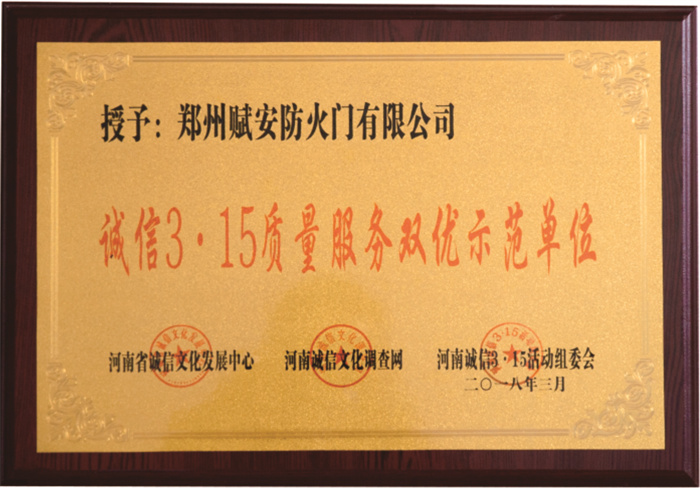 授予：郑州赋安防火门有限公司
诚信3·15质量服务双优示范单位
河南省诚信文化发展中心
河南诚信文化调查网
河南诚信3·15活动组委会
二〇一八年三月